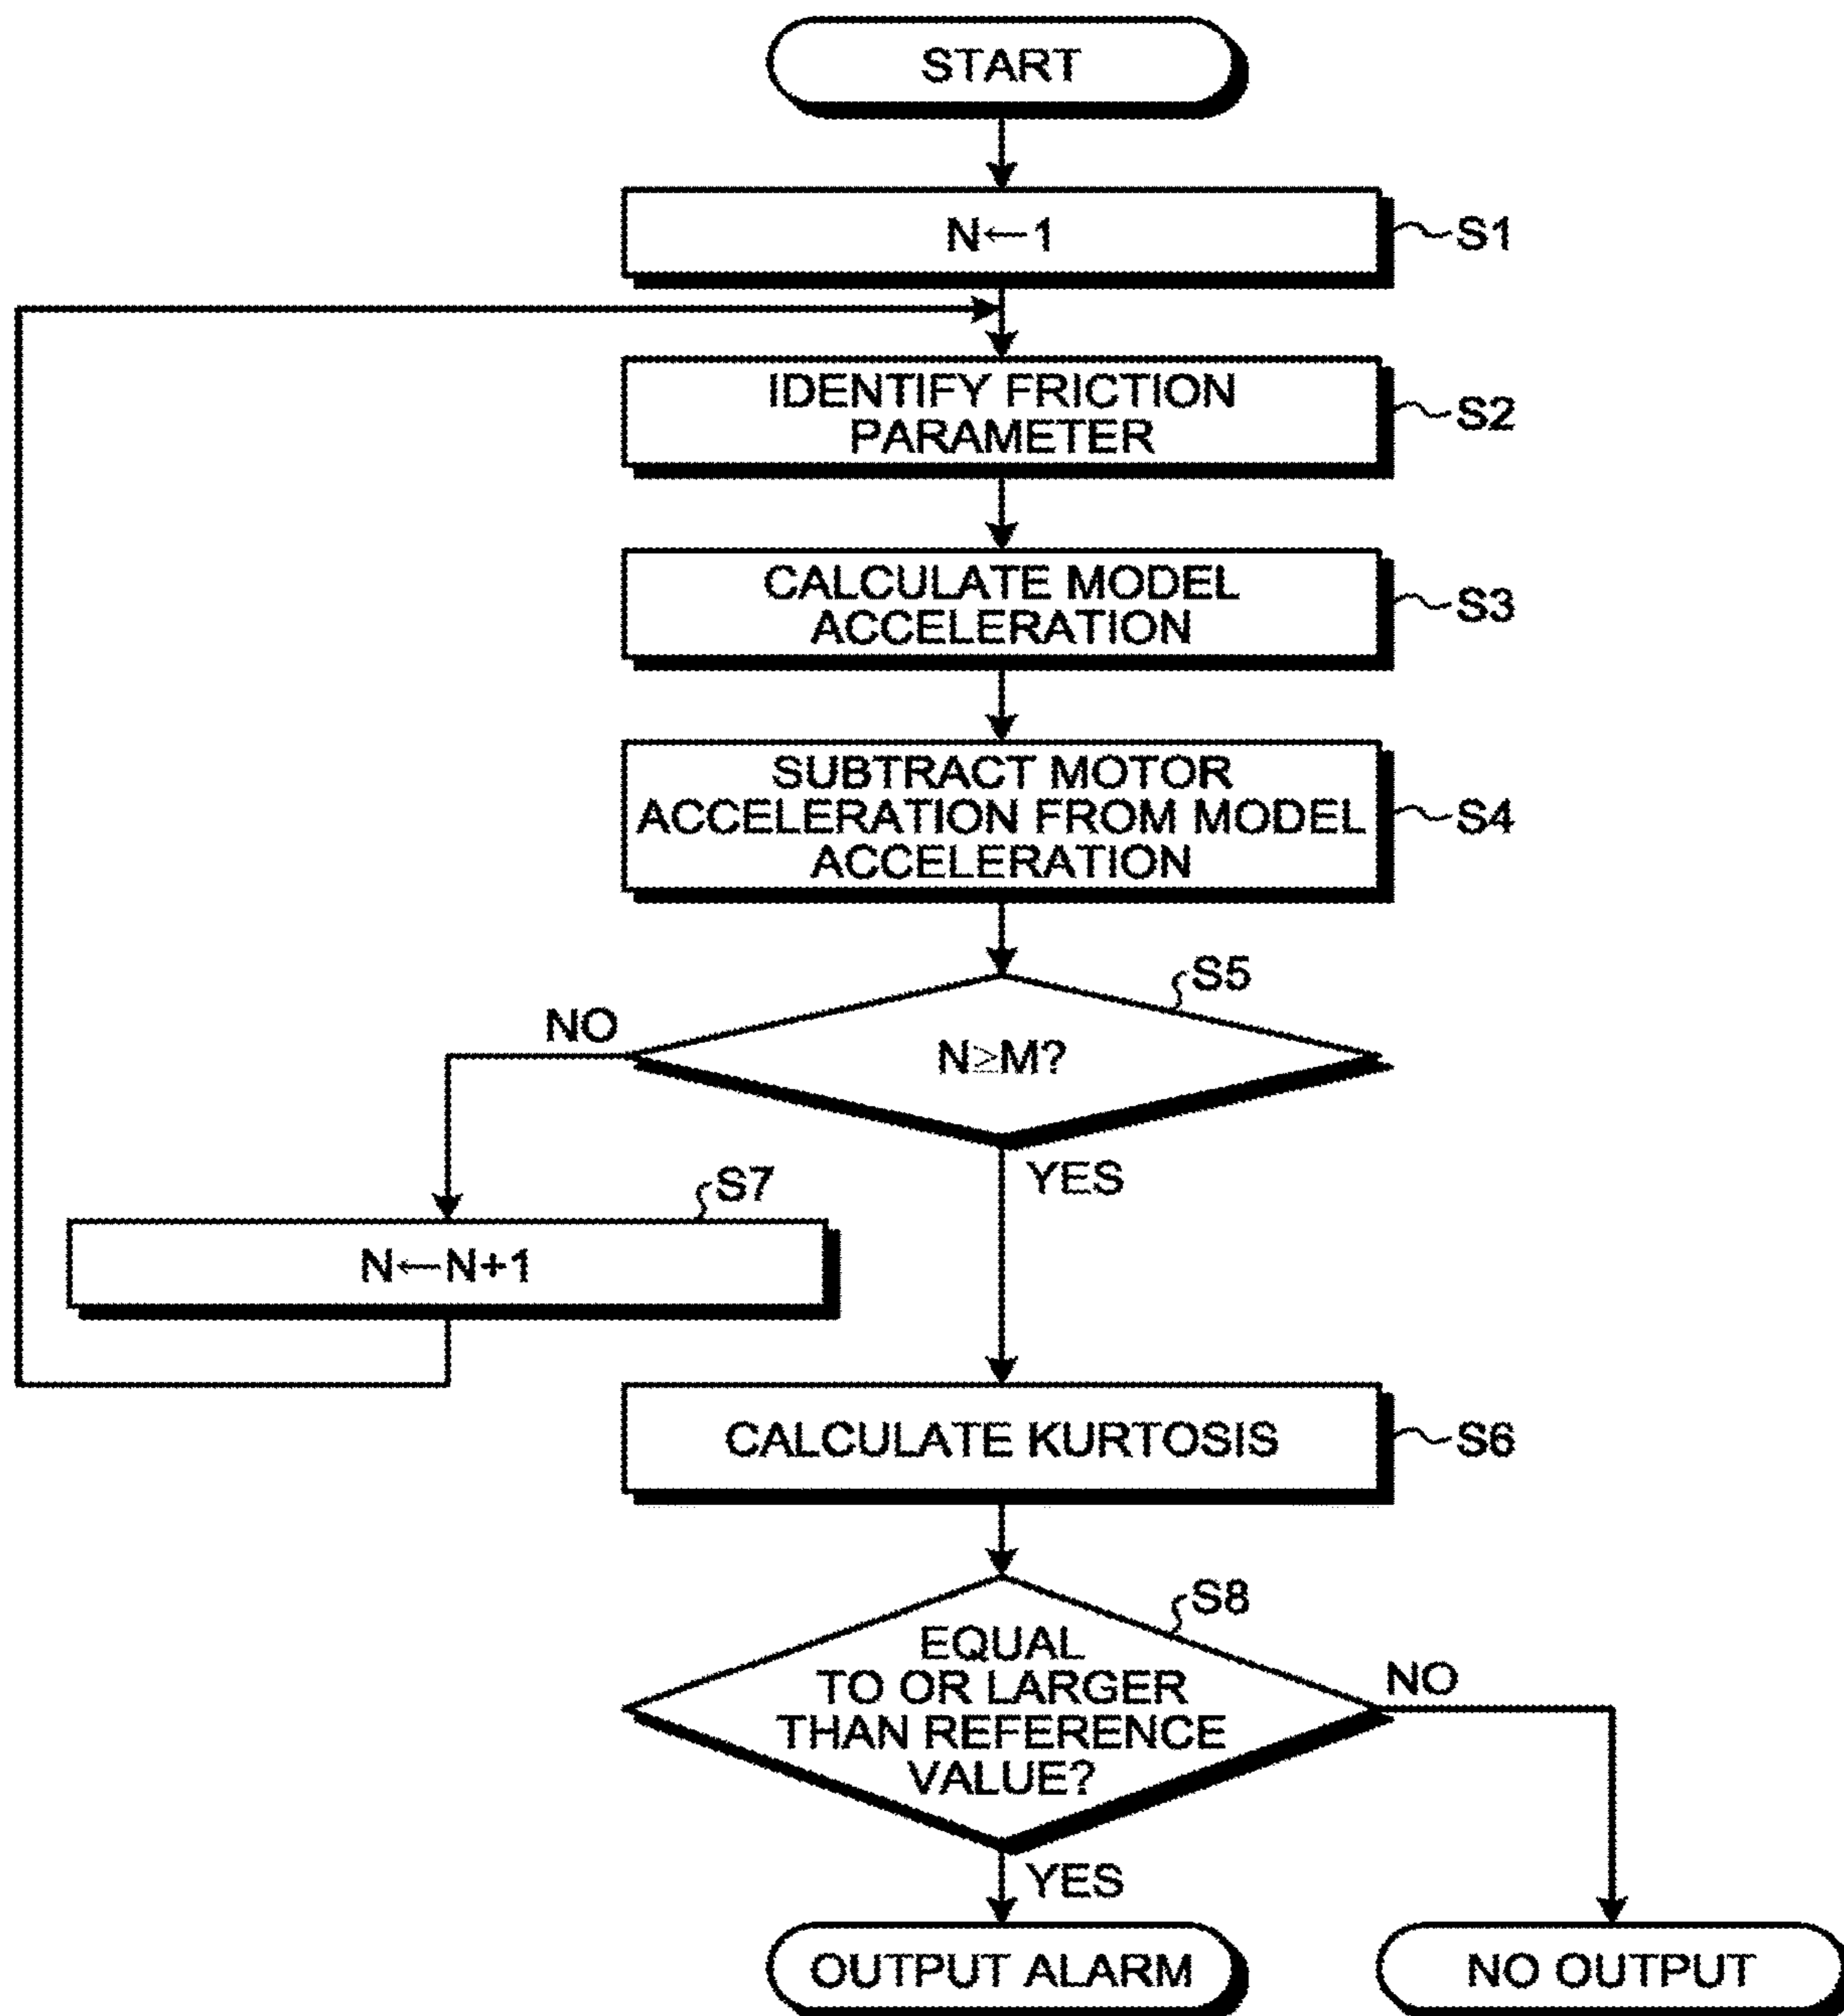 START
N←1
S1
IDENTIFY FRICTION
PARAMETER
S2
CALCULATE MODEL
ACCELERATION
S3
SUBTRACT MOTOR
ACCELERATION FROM MODEL
ACCELERATION
S4
S5
NO
N≥M?
YES
S7
N←N+1
CALCULATE KURTOSIS
S6
S8
EQUAL
TO OR LARGER
THAN REFERENCE
VALUE?
NO
YES
OUTPUT ALARM
NO OUTPUT